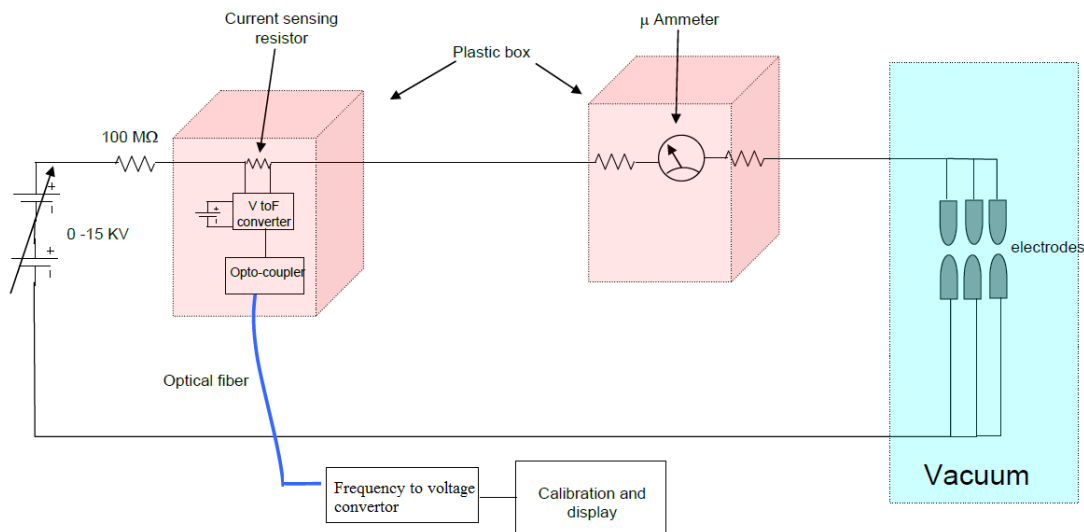 Current sensing
resistor
μ Ammeter
Plastic box
100 MΩ
V toF
converter
+
-
+
-
+
-
0 -15 KV
electrodes
Opto-coupler
Optical fiber
Vacuum
Frequency to voltage
convertor
Calibration and
display